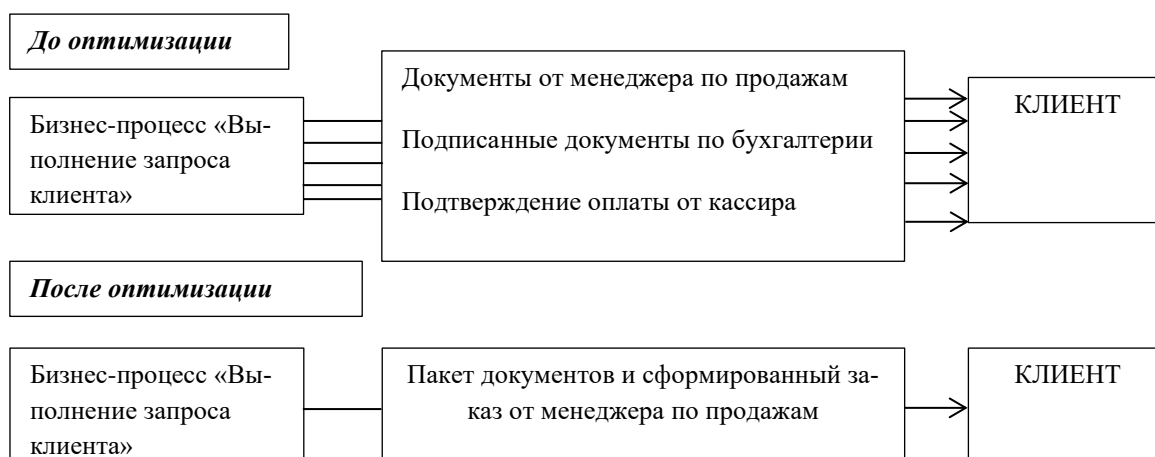 До оптимизации
Бизнес-процесс «Вы-
полнение запроса
клиента»
Документы от менеджера по продажам
Подписанные документы по бухгалтерии
Подтверждение оплаты от кассира
КЛИЕНТ
После оптимизации
Бизнес-процесс «Вы-
полнение запроса
клиента»
Пакет документов и сформированный за-
каз от менеджера по продажам
КЛИЕНТ